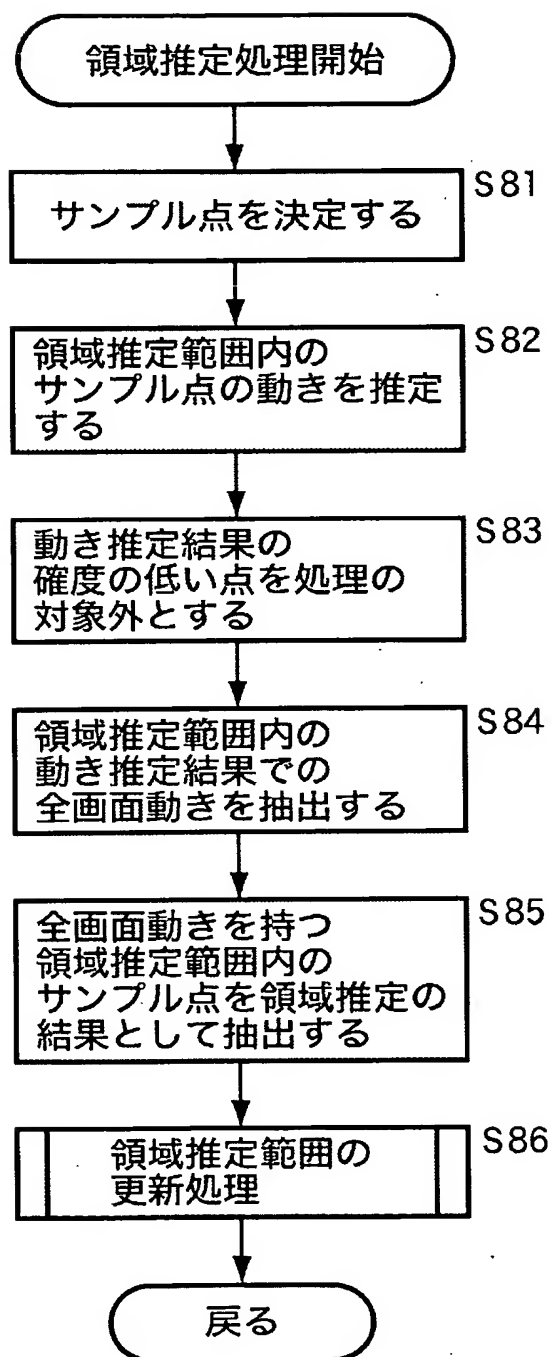 領域推定処理開始
S81
サンプル点を決定する
S82
領域推定範囲内の
サンプル点の動きを推定
する
S83
動き推定結果の
確度の低い点を処理の
対象外とする
S84
領域推定範囲内の
動き推定結果での
全画面動きを抽出する
S85
全画面動きを持つ
領域推定範囲内の
サンプル点を領域推定の
結果として抽出する
S86
領域推定範囲の
更新処理
戻る